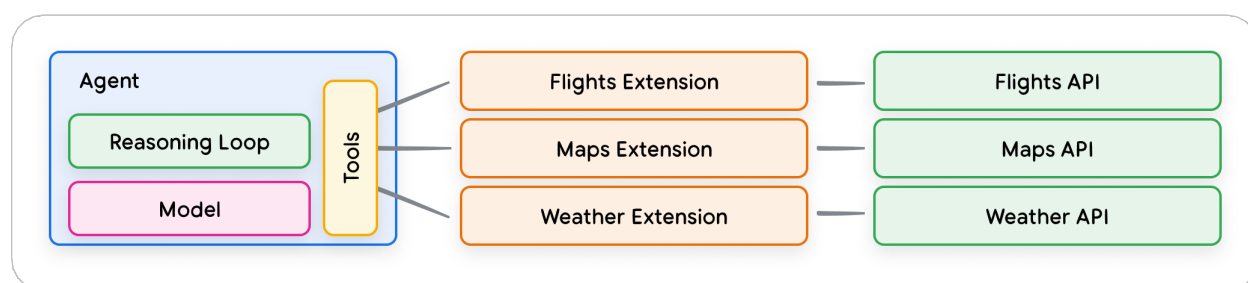 Agent
Reasoning Loop
Model
Tools
Flights Extension
Maps Extension
Weather Extension
Flights API
Maps API
Weather API